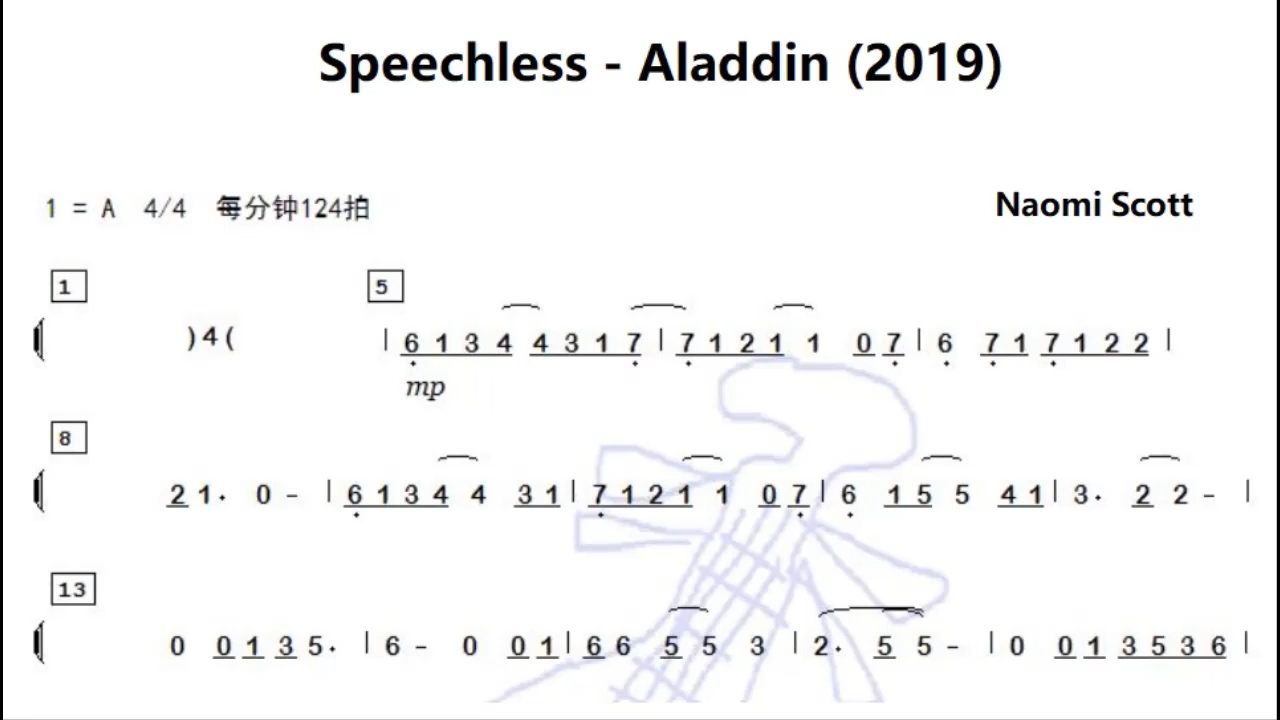 Speechless - Aladdin (2019)
1 = A 4/4 每分钟124拍
Naomi Scott
1
5
)4( | 6 1 3 4 4 3 1 7 | 7 1 2 1 1 0 7 | 6 7 1 7 1 2 2 |
mp
8
2 1 . 0 - | 6 1 3 4 4 3 1 | 7 1 2 1 1 0 7 | 6 1 5 5 4 1 | 3 . 2 2 - |
13
0 0 1 3 5 . | 6 - 0 0 1 | 6 6 5 5 3 | 2 . 5 5 - | 0 0 1 3 5 3 6 |